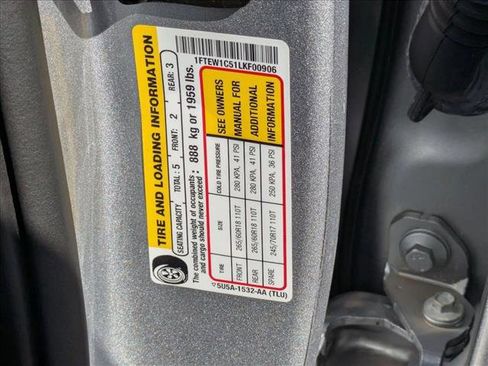 TIRE AND LOADING INFORMATION
SEATING CAPACITY TOTAL: 5 FRONT: 2 REAR: 3
The combined weight of occupants and cargo should never exceed : 888 kg or 1959 lbs.
TIRE SIZE COLD TIRE PRESSURE
FRONT 265/60R18 110T 280 KPA, 41 PSI
REAR 265/60R18 110T 280 KPA, 41 PSI
SPARE 245/70R17 110T 250 KPA, 36 PSI
SEE OWNERS
MANUAL FOR
ADDITIONAL
INFORMATION
5U5A-1532-AA (TLU)
1FTEW1C51LKF00906